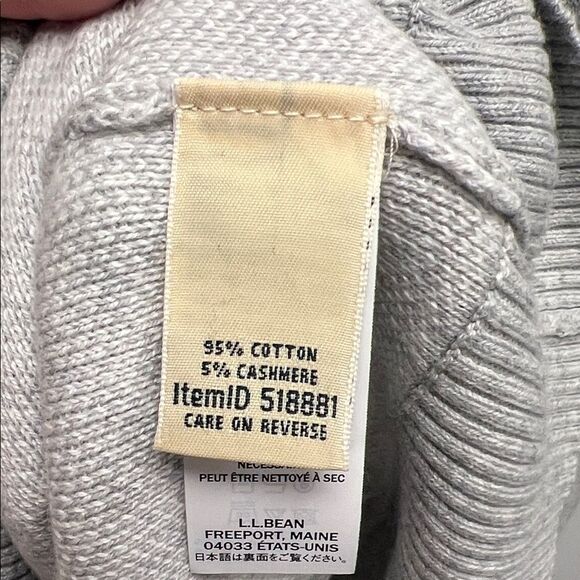 95% COTTON
5% CASHMERE
ItemID 518881
CARE ON REVERSE
NÉCESSAIRE
PEUT ÊTRE NETTOYÉ À SEC
L.L.BEAN
FREEPORT, MAINE
04033 ÉTATS-UNIS
日本語は裏面をご覧ください